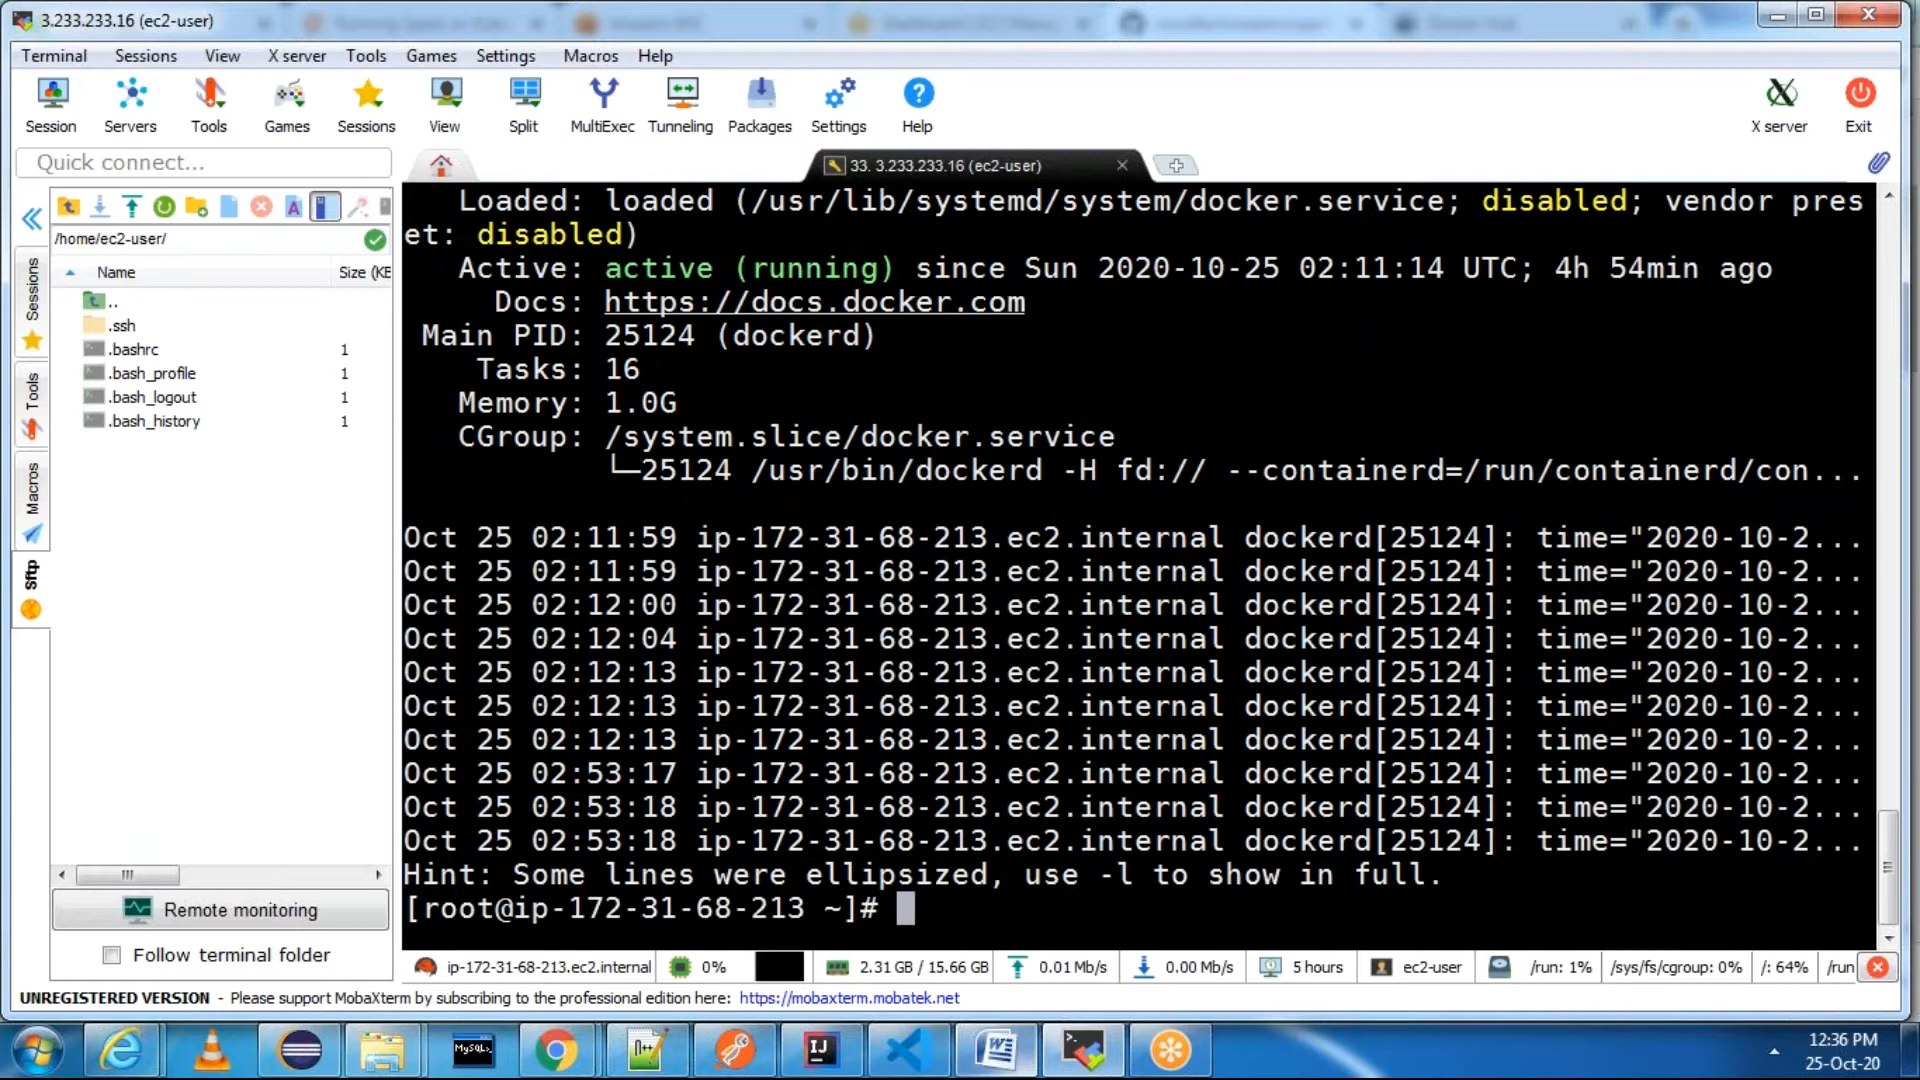 3.233.233.16 (ec2-user)
Terminal Sessions View X server Tools Games Settings Macros Help
Session Servers Tools Games Sessions View Split MultiExec Tunneling Packages Settings Help X server Exit
Quick connect...
33. 3.233.233.16 (ec2-user)
/home/ec2-user/
Name Size (KB
..
.ssh
.bashrc 1
.bash_profile 1
.bash_logout 1
.bash_history 1
Sessions
Tools
Macros
Sftp
Remote monitoring
Follow terminal folder
Loaded: loaded (/usr/lib/systemd/system/docker.service; disabled; vendor pres
et: disabled)
Active: active (running) since Sun 2020-10-25 02:11:14 UTC; 4h 54min ago
Docs: https://docs.docker.com
Main PID: 25124 (dockerd)
Tasks: 16
Memory: 1.0G
CGroup: /system.slice/docker.service
└─25124 /usr/bin/dockerd -H fd:// --containerd=/run/containerd/con...
Oct 25 02:11:59 ip-172-31-68-213.ec2.internal dockerd[25124]: time="2020-10-2...
Oct 25 02:11:59 ip-172-31-68-213.ec2.internal dockerd[25124]: time="2020-10-2...
Oct 25 02:12:00 ip-172-31-68-213.ec2.internal dockerd[25124]: time="2020-10-2...
Oct 25 02:12:04 ip-172-31-68-213.ec2.internal dockerd[25124]: time="2020-10-2...
Oct 25 02:12:13 ip-172-31-68-213.ec2.internal dockerd[25124]: time="2020-10-2...
Oct 25 02:12:13 ip-172-31-68-213.ec2.internal dockerd[25124]: time="2020-10-2...
Oct 25 02:12:13 ip-172-31-68-213.ec2.internal dockerd[25124]: time="2020-10-2...
Oct 25 02:53:17 ip-172-31-68-213.ec2.internal dockerd[25124]: time="2020-10-2...
Oct 25 02:53:18 ip-172-31-68-213.ec2.internal dockerd[25124]: time="2020-10-2...
Oct 25 02:53:18 ip-172-31-68-213.ec2.internal dockerd[25124]: time="2020-10-2...
Hint: Some lines were ellipsized, use -l to show in full.
[root@ip-172-31-68-213 ~]#
ip-172-31-68-213.ec2.internal 0% 2.31 GB / 15.66 GB 0.01 Mb/s 0.00 Mb/s 5 hours ec2-user /run: 1% /sys/fs/cgroup: 0% /: 64% /run
UNREGISTERED VERSION - Please support MobaXterm by subscribing to the professional edition here: https://mobaxterm.mobatek.net
MySQL
IJ
12:36 PM
25-Oct-20